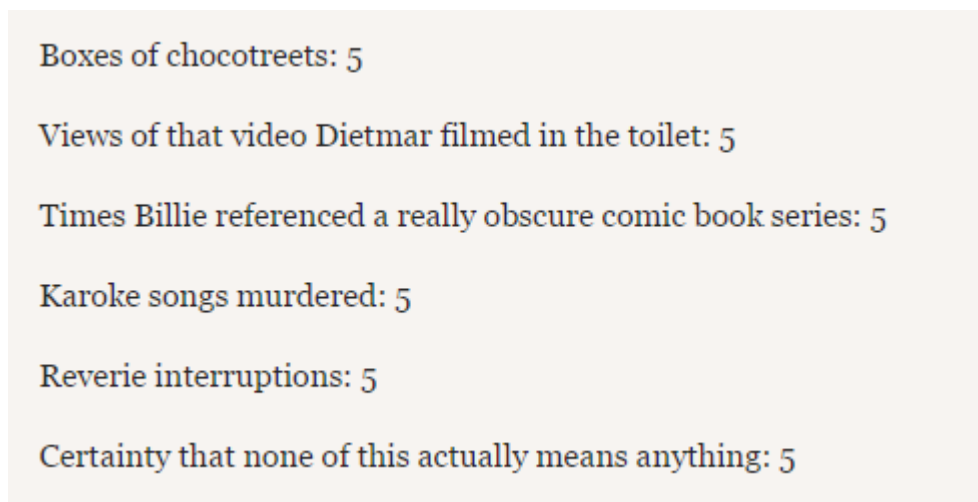 Boxes of chocotreets: 5
Views of that video Dietmar filmed in the toilet: 5
Times Billie referenced a really obscure comic book series: 5
Karoke songs murdered: 5
Reverie interruptions: 5
Certainty that none of this actually means anything: 5